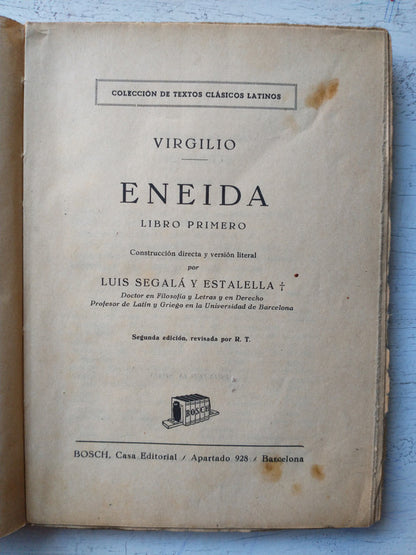 COLECCIÓN DE TEXTOS CLÁSICOS LATINOS
VIRGILIO
ENEIDA
LIBRO PRIMERO
Construcción directa y versión literal
por
LUIS SEGALÁ Y ESTALELLA †
Doctor en Filosofía y Letras y en Derecho
Profesor de Latín y Griego en la Universidad de Barcelona
Segunda edición, revisada por R. T.
BOSCH
BOSCH, Casa Editorial / Apartado 928 / Barcelona